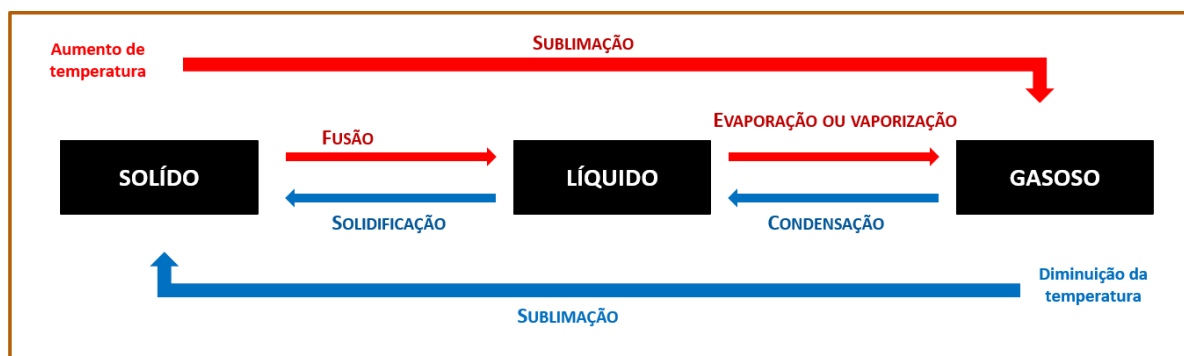 SUBLIMAÇÃO
Aumento de
temperatura
EVAPORAÇÃO OU VAPORIZAÇÃO
FUSÃO
SOLÍDO
LÍQUIDO
GASOSO
SOLIDIFICAÇÃO
CONDENSAÇÃO
Diminuição da
temperatura
SUBLIMAÇÃO